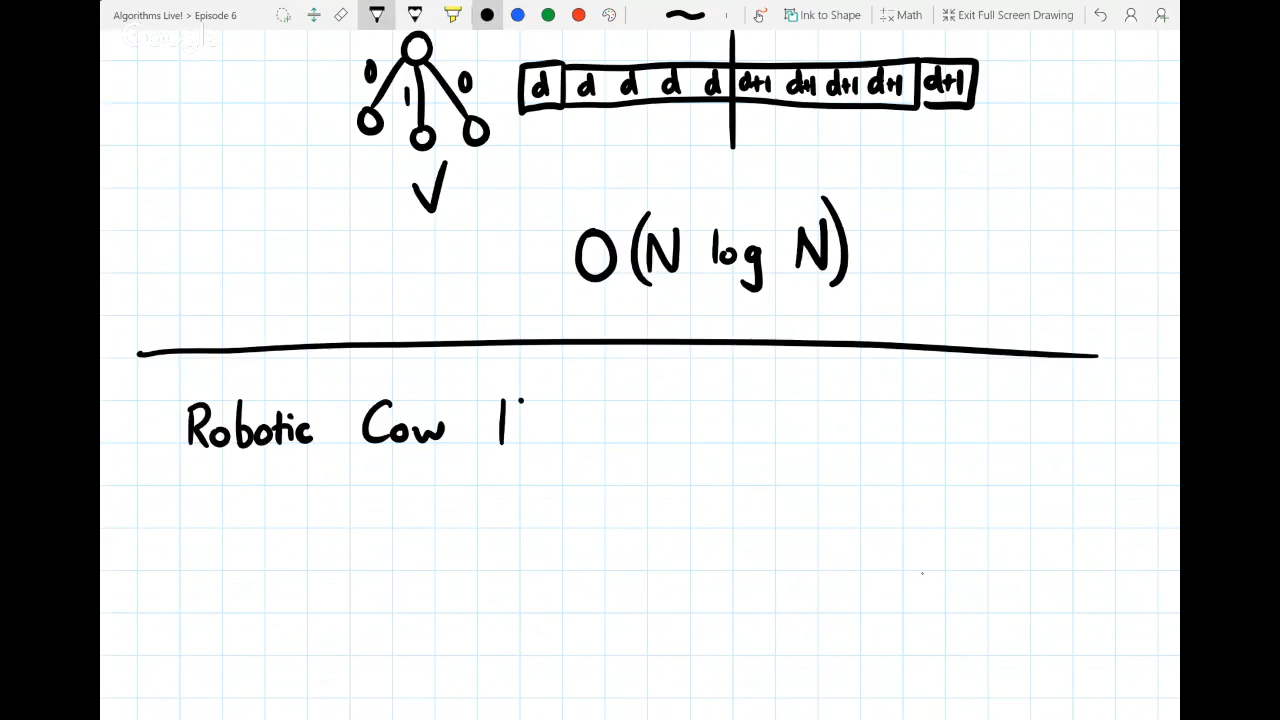 Algorithms Live! > Episode 6
Ink to Shape
Math
Exit Full Screen Drawing
Google
0 1 0
d d d d d d+1 d+1 d+1 d+1 d+1
O(N log N)
Robotic Cow